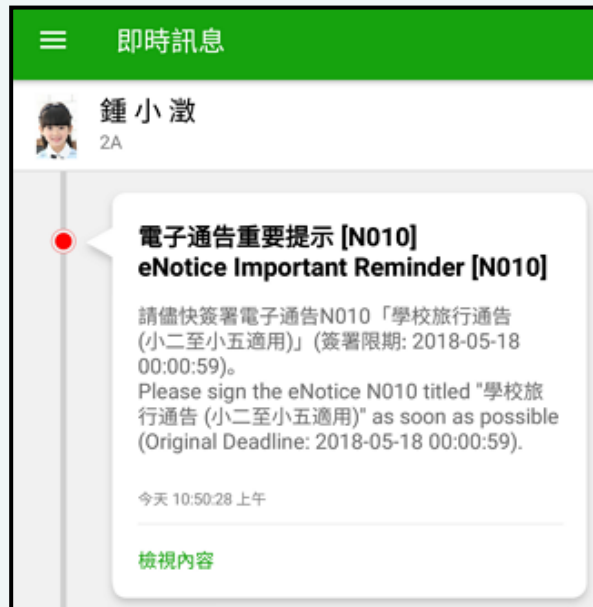 即時訊息
鍾小澂
2A
電子通告重要提示 [N010]
eNotice Important Reminder [N010]
請儘快簽署電子通告N010「學校旅行通告
(小二至小五適用)」(簽署限期: 2018-05-18
00:00:59)。
Please sign the eNotice N010 titled "學校旅
行通告 (小二至小五適用)" as soon as possible
(Original Deadline: 2018-05-18 00:00:59).
今天 10:50:28 上午
檢視內容